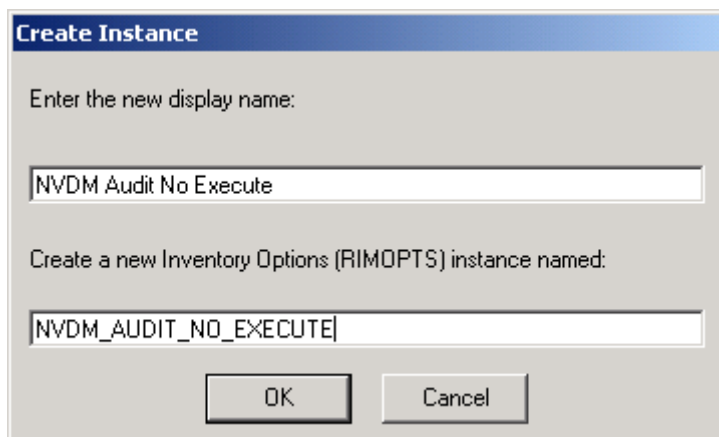 Create Instance
Enter the new display name:
NVDM Audit No Execute
Create a new Inventory Options (RIMOPTS) instance named:
NVDM_AUDIT_NO_EXECUTE
OK Cancel